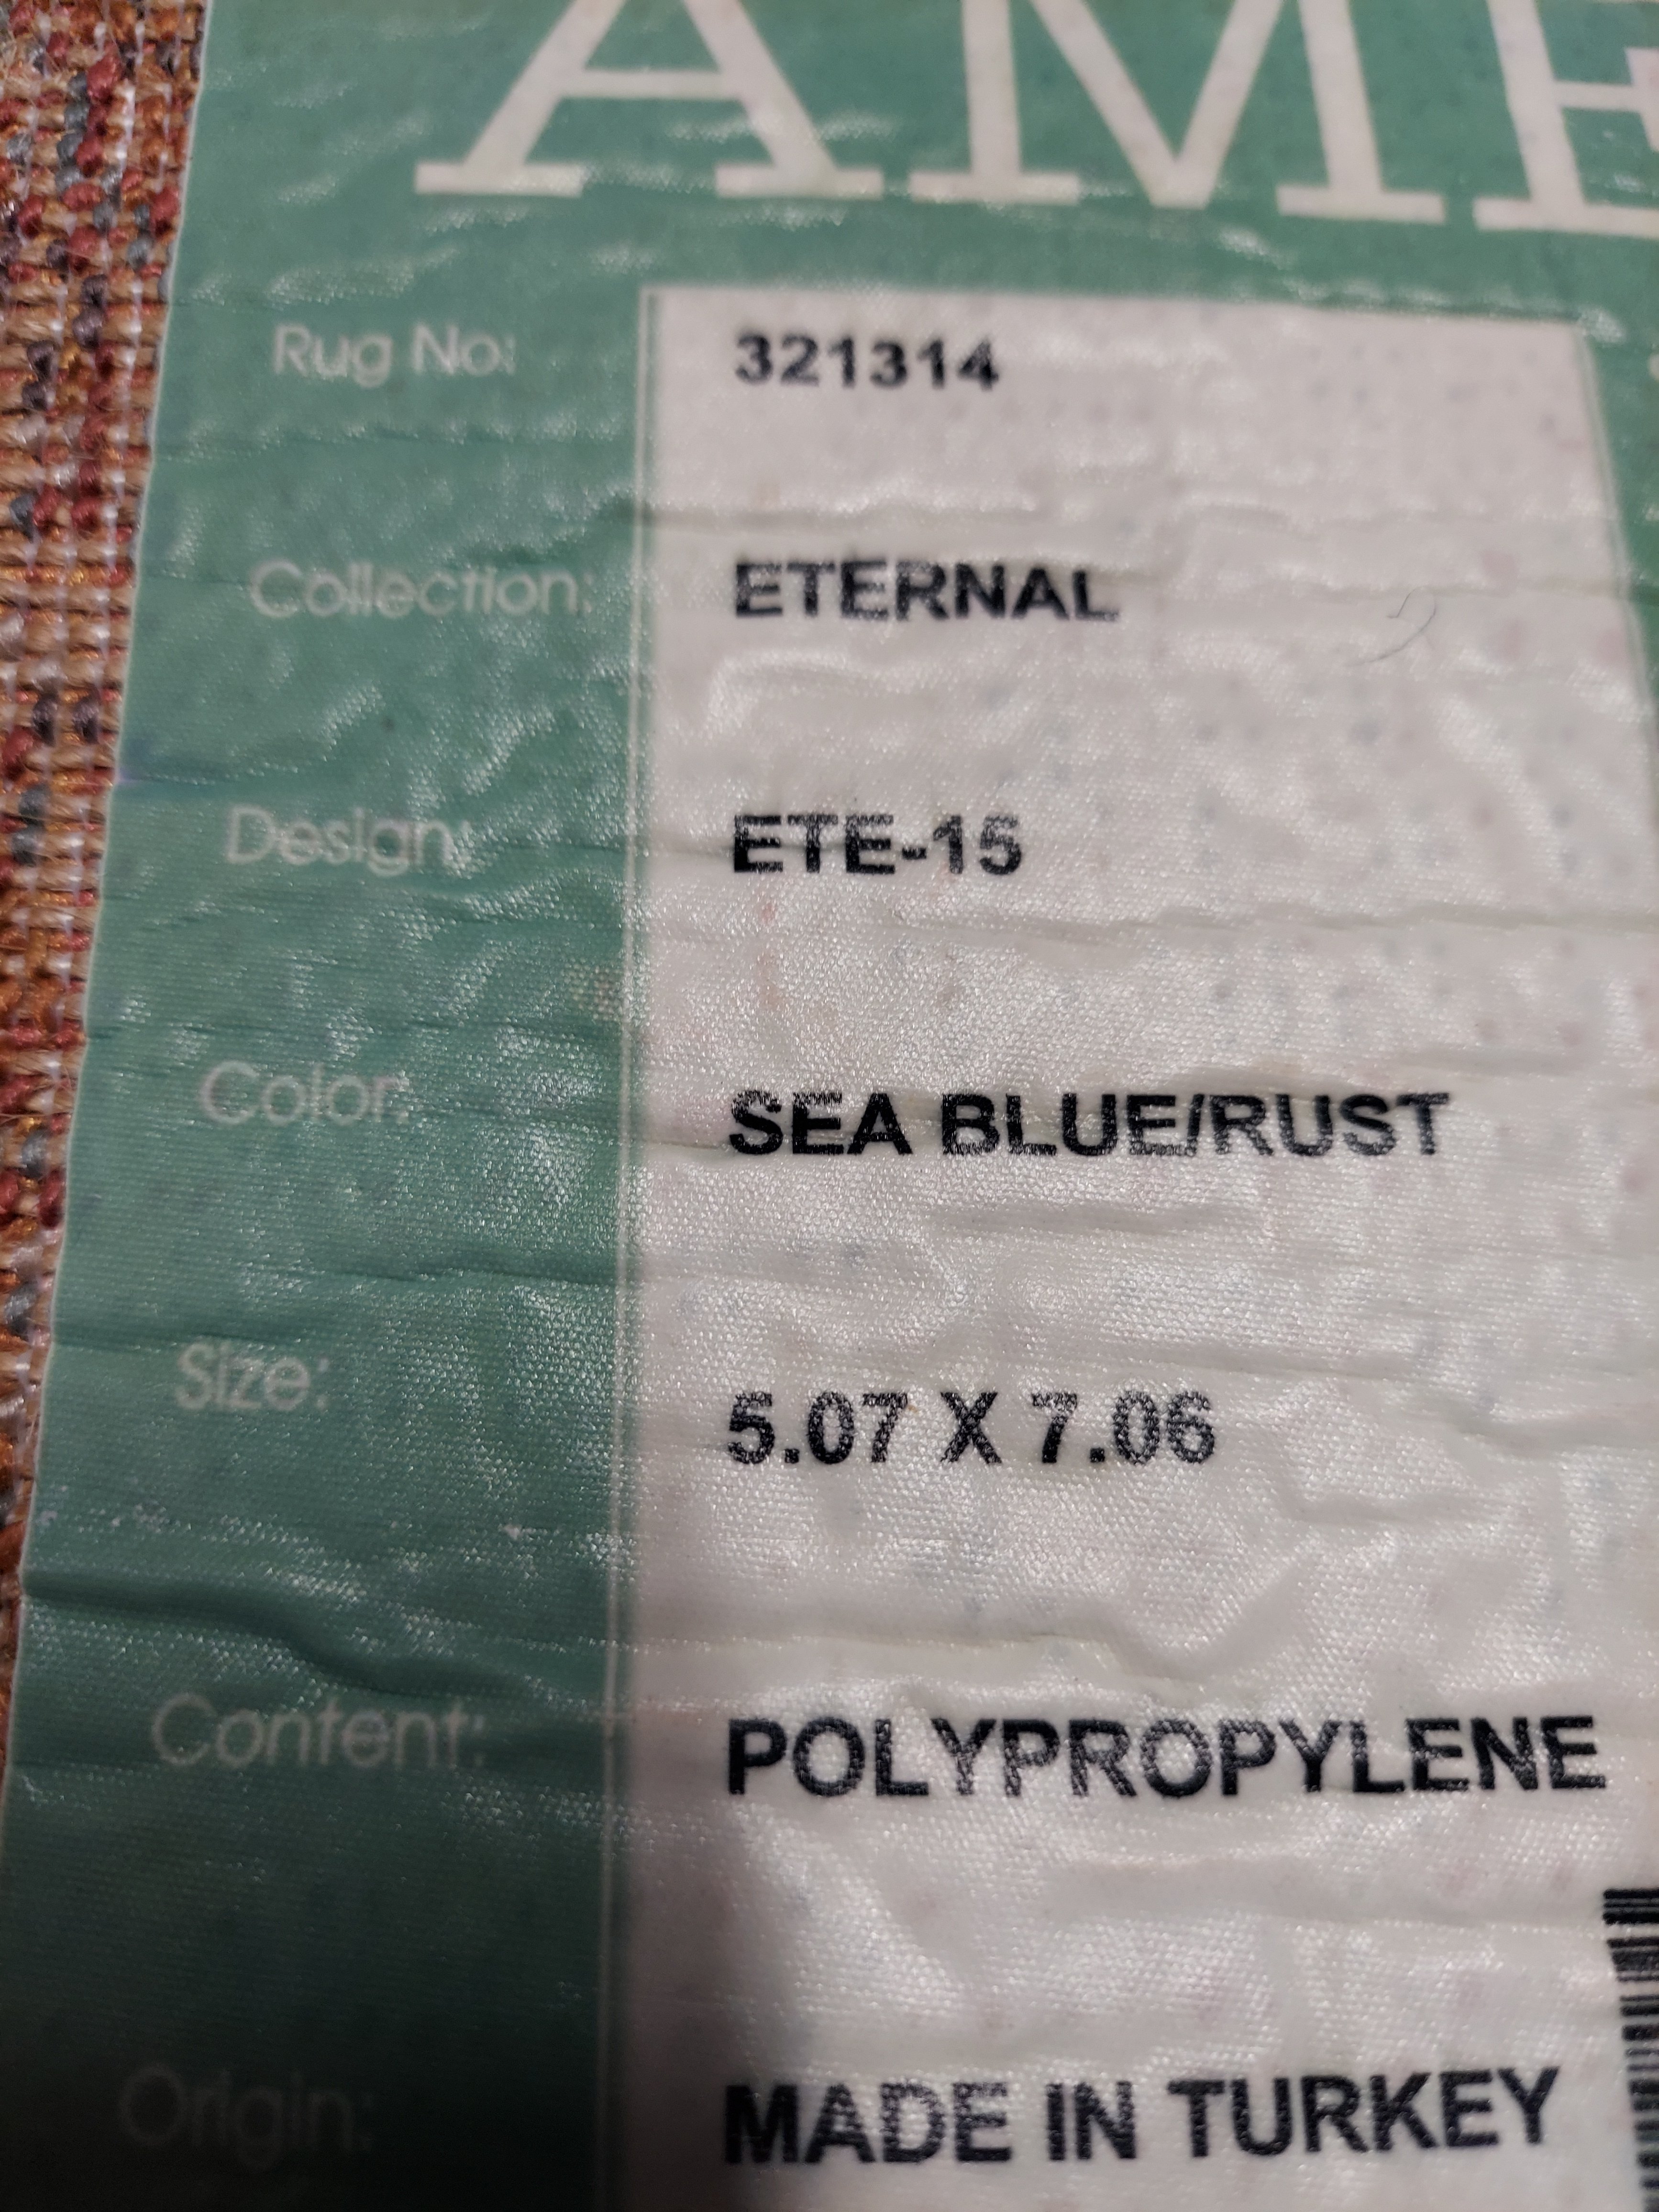 AME
Rug No: 321314
Collection: ETERNAL
Design: ETE-15
Color: SEA BLUE/RUST
Size: 5.07 X 7.06
Content: POLYPROPYLENE
Origin: MADE IN TURKEY